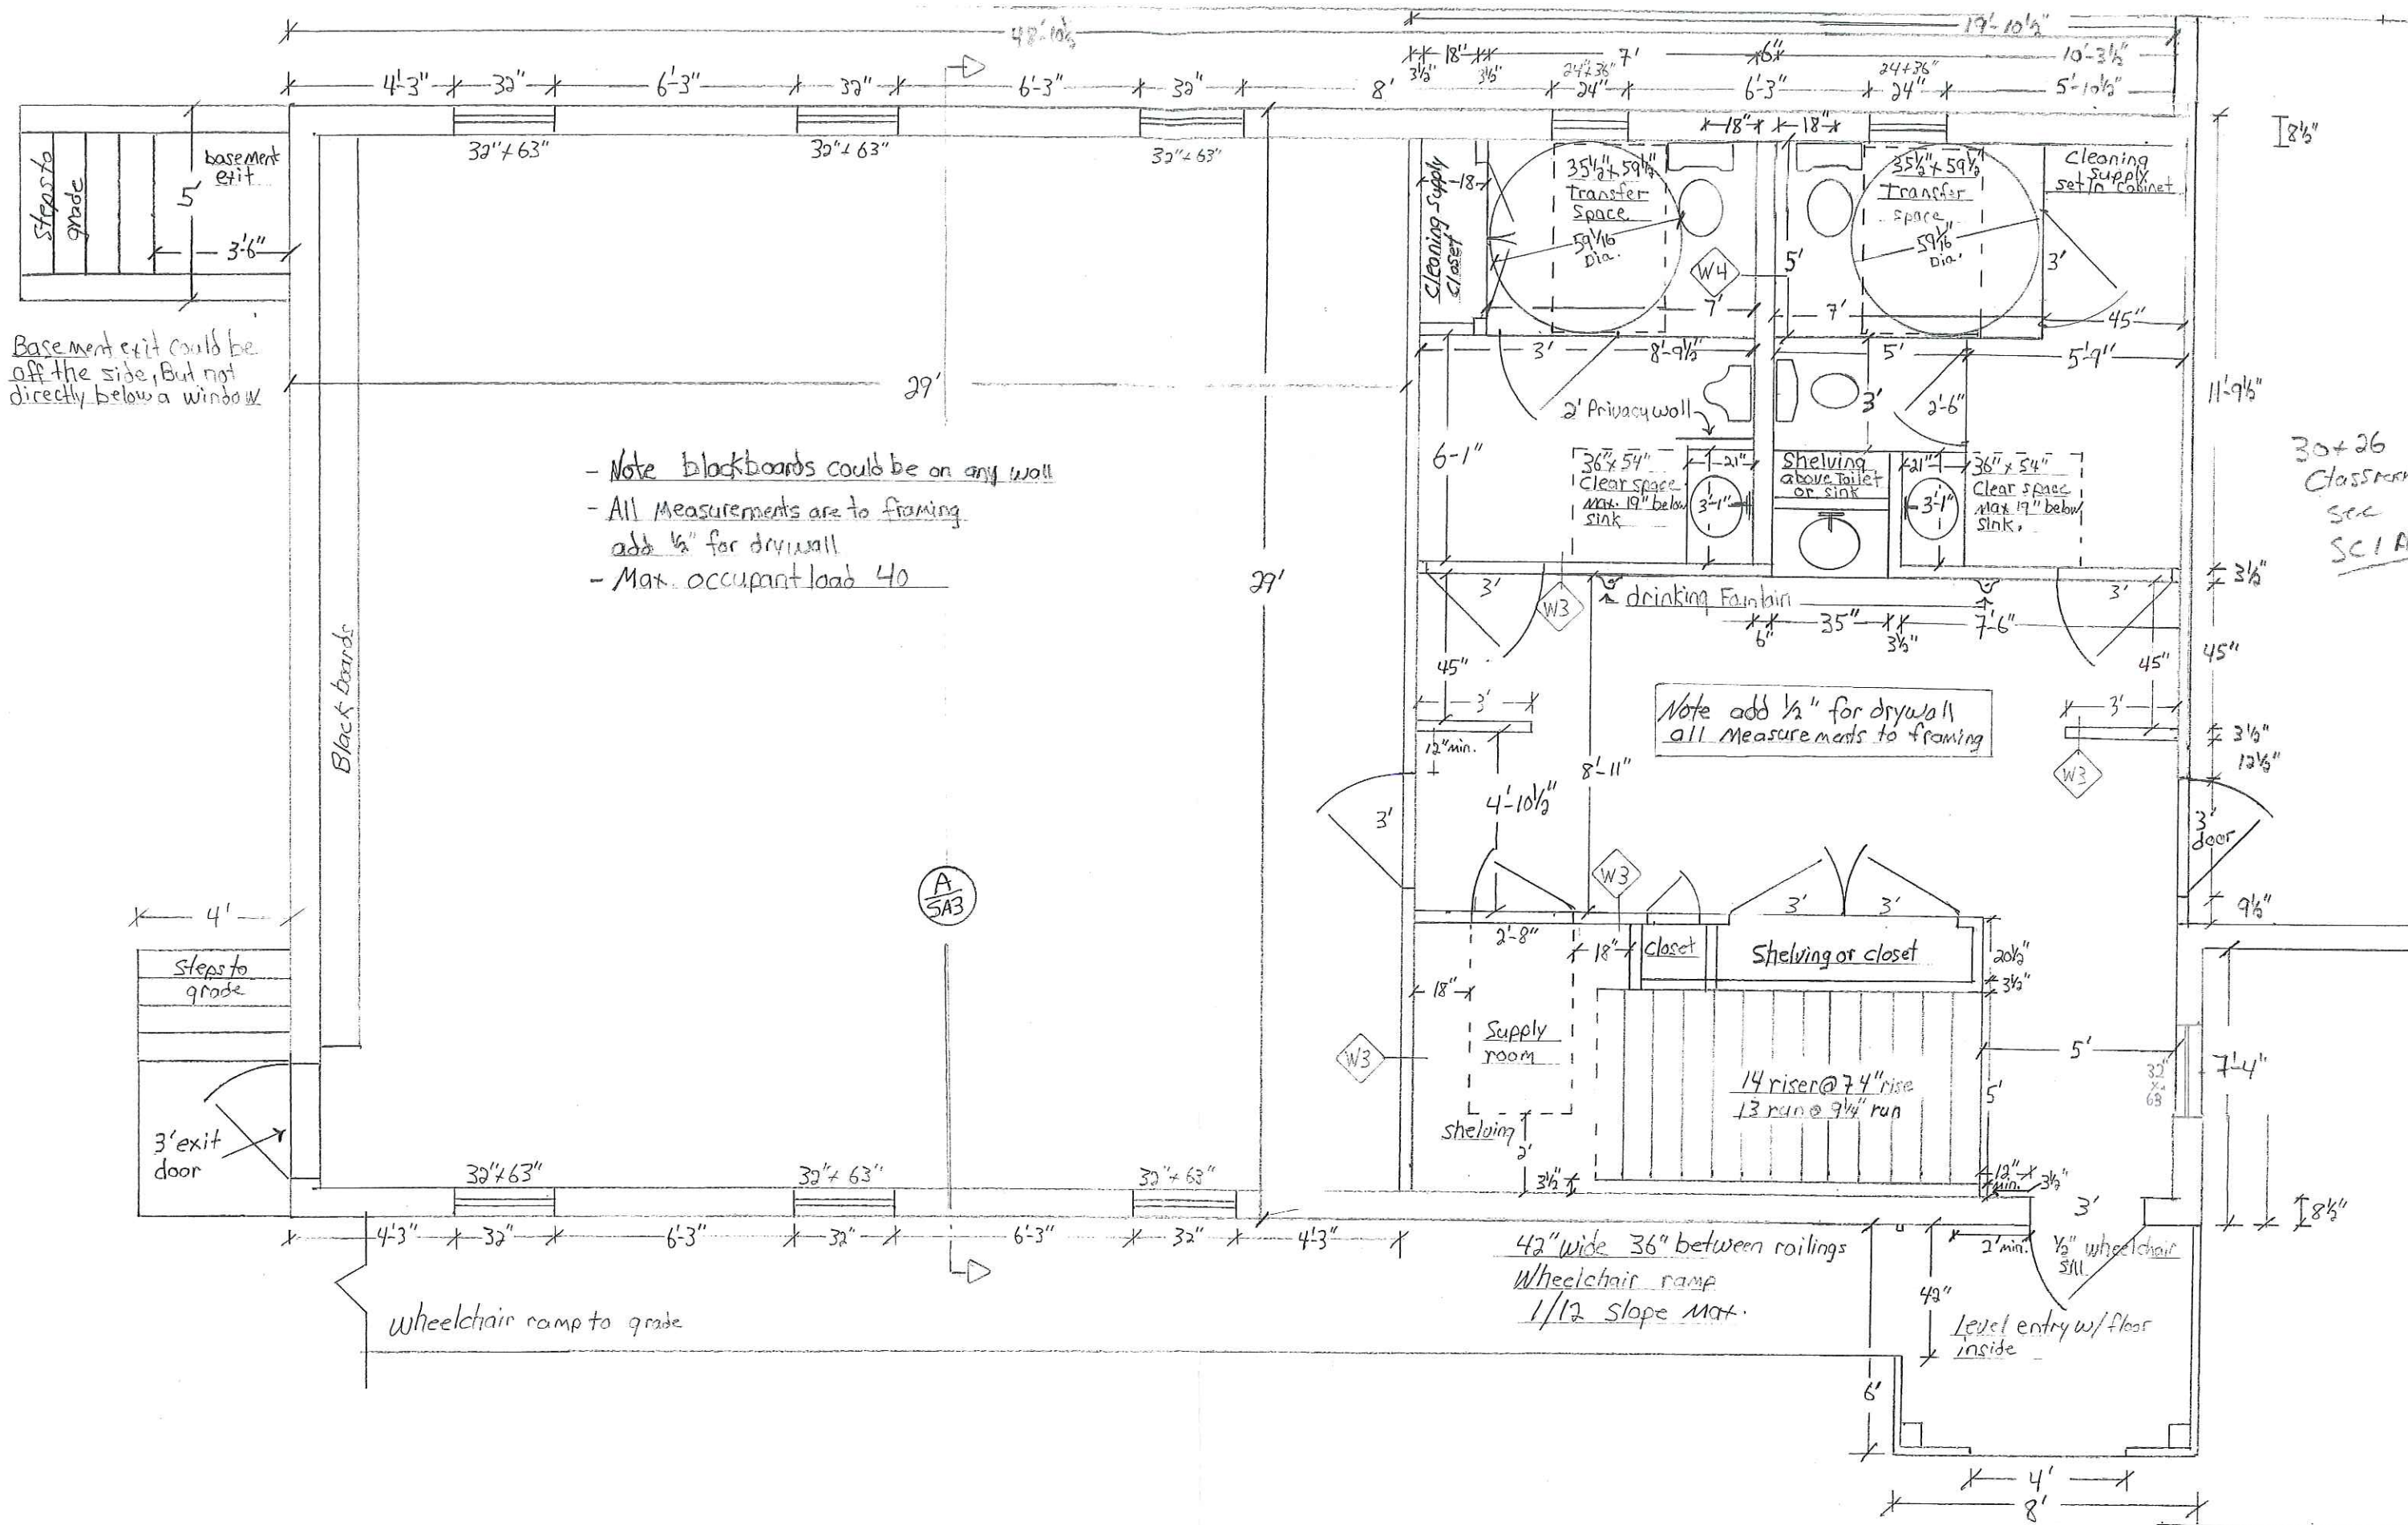 48'-10½"
19'-10½"
18"
7'
6"
10'-3½"
3½"
3½"
24+36"
24+36"
4'-3"
32"
6'-3"
32"
6'-3"
32"
8'
24"
6'-3"
24"
5'-10½"
32"+63"
32"+63"
32"+63"
18"
18"
8½"
Steps to
grade
5'
basement
exit
3'-6"
Basement exit could be
off the side, But not
directly below a window
Cleaning supply
closet
18
35½"+59½"
Transfer
space
59 1/16
Dia.
W4
5'
35½"+59½"
Transfer
space
59 1/16
Dia.
Cleaning
supply
set in cabinet
3'
7'
7'
45"
3'
8'-9½"
5'
5'-9"
29'
11'-9½"
2' Privacy wall
3'
2'-6"
6'-1"
- Note blackboards could be on any wall
- All Measurements are to framing
add ½" for drywall
- Max. occupant load 40
36" x 54"
Clear space
Max. 19" below
sink
21"
3'-1"
Shelving
above Toilet
or sink
21"
3'-1"
36" x 54"
Clear space
Max 19" below
sink.
30+26
sec
29'
3'
W3
drinking Fountain
3'
3½"
6"
35"
3½"
7'-6"
45"
45"
45"
Black boards
3'
Note add ½" for drywall
all Measurements to framing
3'
3½"
12½"
12"min.
8'-11"
W3
4'-10½"
3'
3'
door
A
5A3
W3
3'
3'
9½"
4'
Steps to
grade
2'-8"
18"
closet
Shelving or closet
20½"
3½"
18"
Supply
room
W3
5'
7'-4"
32"
x
63
14 riser@74"rise
13 run@ 9¼" run
5'
shelving
2'
3½"
12"
Min.
3½"
3'exit
door
32"+63"
32"+ 63"
32"+63"
3'
8½"
4'-3"
32"
6'-3"
32"
6'-3"
32"
4'-3"
42"wide 36"between railings
Wheelchair ramp
1/12 Slope Max.
2'min.
½" wheelchair
sill
42"
wheelchair ramp to grade
Level entry w/floor
inside
6'
4'
8'